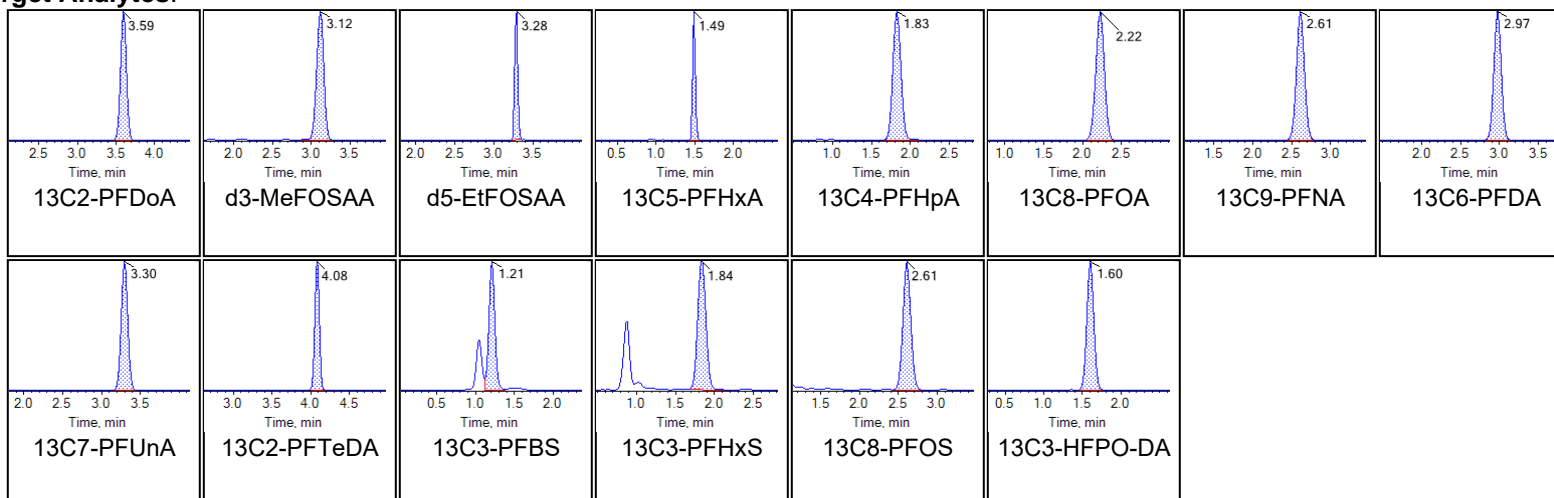 rget Analytes:
3.59 3.12 3.28 1.49 1.83 2.22 2.61 2.97
2.5 3.0 3.5 4.0 2.0 2.5 3.0 3.5 2.0 2.5 3.0 3.5 0.5 1.0 1.5 2.0 1.0 1.5 2.0 2.5 1.0 1.5 2.0 2.5 1.5 2.0 2.5 3.0 2.0 2.5 3.0 3.5
Time, min Time, min Time, min Time, min Time, min Time, min Time, min Time, min
13C2-PFDoA d3-MeFOSAA d5-EtFOSAA 13C5-PFHxA 13C4-PFHpA 13C8-PFOA 13C9-PFNA 13C6-PFDA
3.30 4.08 1.21 1.84 2.61 1.60
2.0 2.5 3.0 3.5 3.0 3.5 4.0 4.5 0.5 1.0 1.5 2.0 1.0 1.5 2.0 2.5 1.5 2.0 2.5 3.0 0.5 1.0 1.5 2.0
Time, min Time, min Time, min Time, min Time, min Time, min
13C7-PFUnA 13C2-PFTeDA 13C3-PFBS 13C3-PFHxS 13C8-PFOS 13C3-HFPO-DA